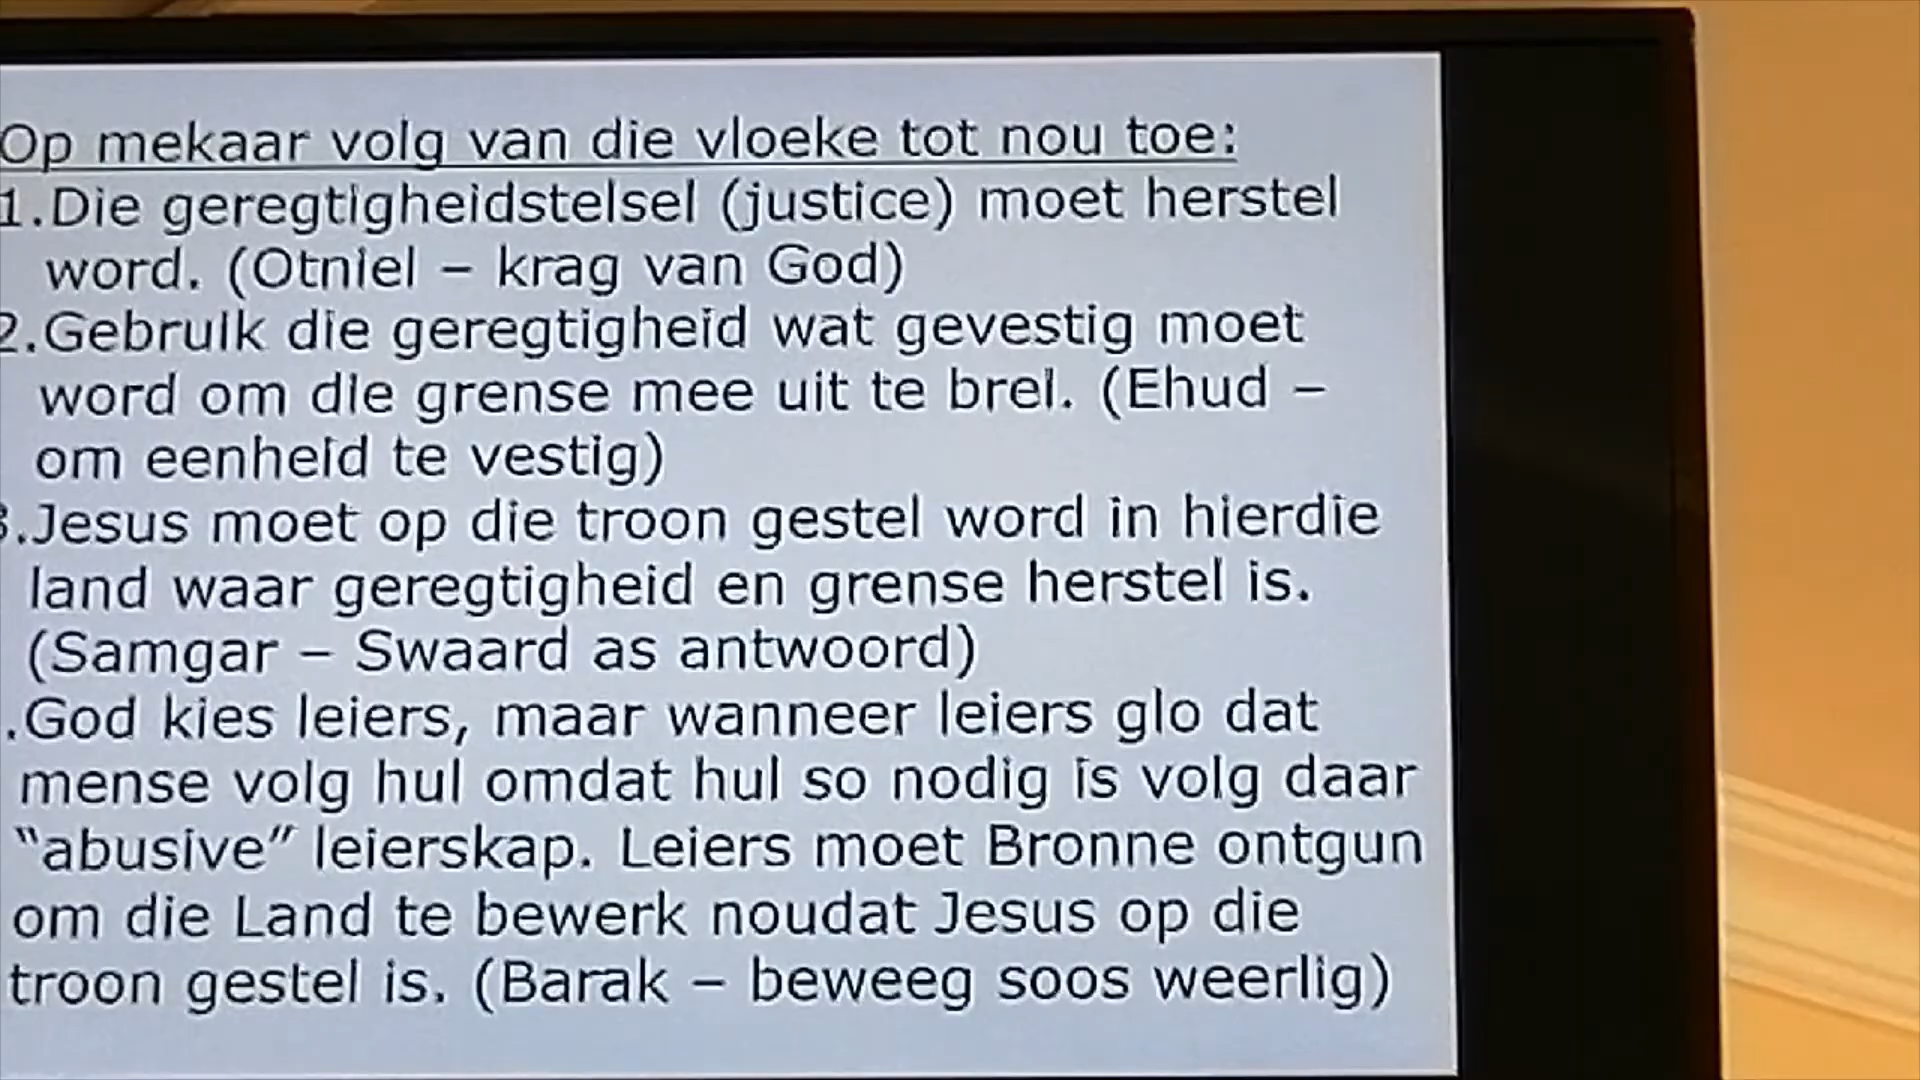 Op mekaar volg van die vloeke tot nou toe:
1.Die geregtigheidstelsel (justice) moet herstel
word. (Otniel – krag van God)
2.Gebruik die geregtigheid wat gevestig moet
word om die grense mee uit te brei. (Ehud –
om eenheid te vestig)
3.Jesus moet op die troon gestel word in hierdie
land waar geregtigheid en grense herstel is.
(Samgar – Swaard as antwoord)
.God kies leiers, maar wanneer leiers glo dat
mense volg hul omdat hul so nodig is volg daar
“abusive” leierskap. Leiers moet Bronne ontgun
om die Land te bewerk noudat Jesus op die
troon gestel is. (Barak – beweeg soos weerlig)